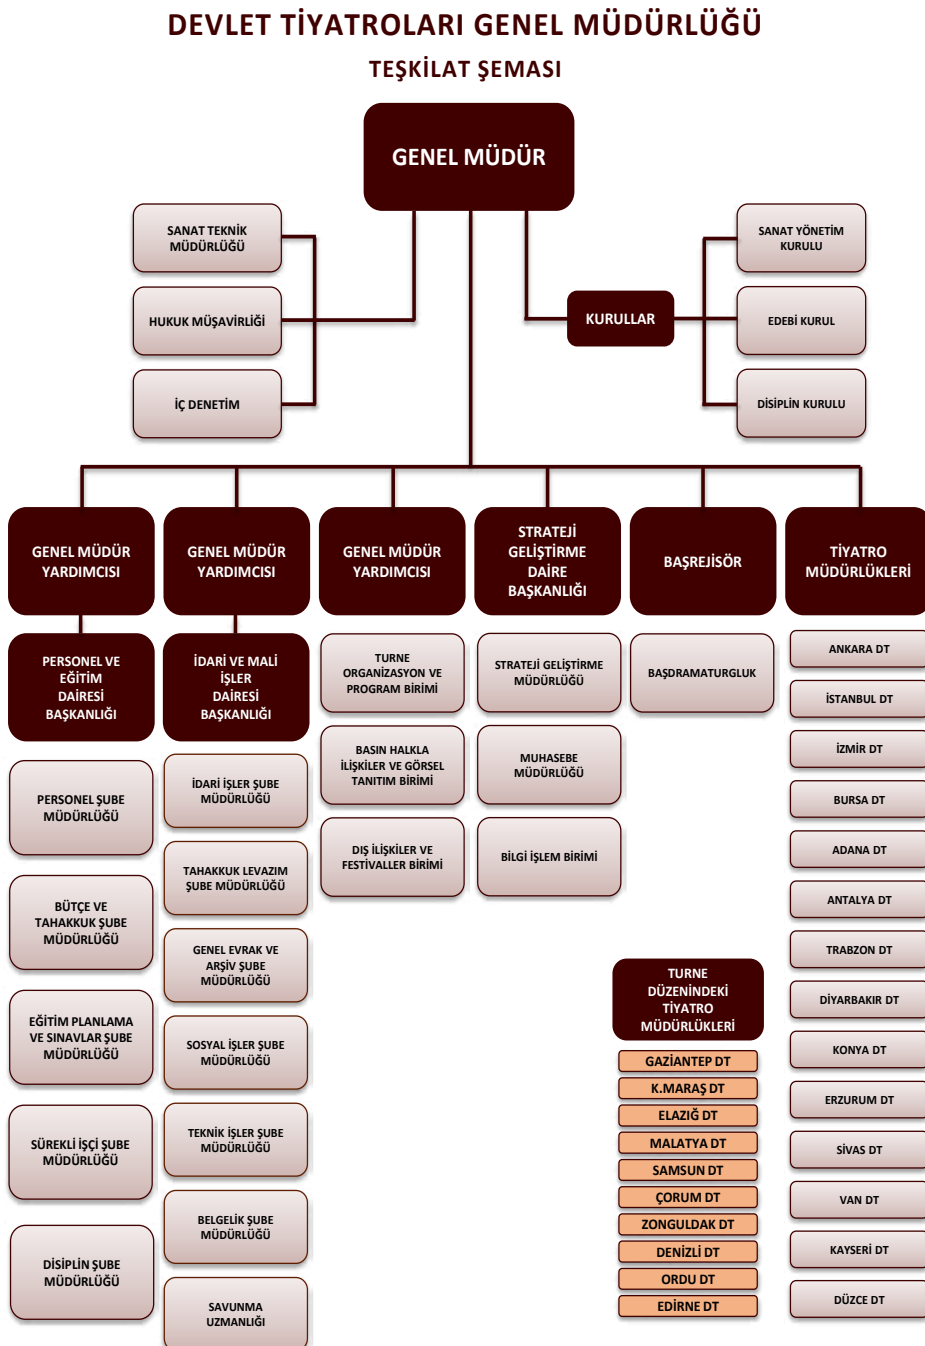 DEVLET TİYATROLARI GENEL MÜDÜRLÜĞÜ
TEŞKİLAT ŞEMASI
GENEL MÜDÜR
SANAT TEKNİK
MÜDÜRLÜĞÜ
HUKUK MÜŞAVİRLİĞİ
İÇ DENETİM
KURULLAR
SANAT YÖNETİM
KURULU
EDEBİ KURUL
DİSİPLİN KURULU
GENEL MÜDÜR
YARDIMCISI
GENEL MÜDÜR
YARDIMCISI
GENEL MÜDÜR
YARDIMCISI
STRATEJİ
GELİŞTİRME
DAİRE
BAŞKANLIĞI
BAŞREJİSÖR
TİYATRO
MÜDÜRLÜKLERİ
PERSONEL VE
EĞİTİM
DAİRESİ
BAŞKANLIĞI
PERSONEL ŞUBE
MÜDÜRLÜĞÜ
BÜTÇE VE
TAHAKKUK ŞUBE
MÜDÜRLÜĞÜ
EĞİTİM PLANLAMA
VE SINAVLAR ŞUBE
MÜDÜRLÜĞÜ
SÜREKLİ İŞÇİ ŞUBE
MÜDÜRLÜĞÜ
DİSİPLİN ŞUBE
MÜDÜRLÜĞÜ
İDARİ VE MALİ
İŞLER
DAİRESİ
BAŞKANLIĞI
İDARİ İŞLER ŞUBE
MÜDÜRLÜĞÜ
TAHAKKUK LEVAZIM
ŞUBE MÜDÜRLÜĞÜ
GENEL EVRAK VE
ARŞİV ŞUBE
MÜDÜRLÜĞÜ
SOSYAL İŞLER ŞUBE
MÜDÜRLÜĞÜ
TEKNİK İŞLER ŞUBE
MÜDÜRLÜĞÜ
BELGELİK ŞUBE
MÜDÜRLÜĞÜ
SAVUNMA
UZMANLIĞI
TURNE
ORGANİZASYON VE
PROGRAM BİRİMİ
BASIN HALKLA
İLİŞKİLER VE GÖRSEL
TANITIM BİRİMİ
DIŞ İLİŞKİLER VE
FESTİVALLER BİRİMİ
STRATEJİ GELİŞTİRME
MÜDÜRLÜĞÜ
MUHASEBE
MÜDÜRLÜĞÜ
BİLGİ İŞLEM BİRİMİ
BAŞDRAMATURGLUK
TURNE
DÜZENİNDEKİ
TİYATRO
MÜDÜRLÜKLERİ
GAZİANTEP DT
K.MARAŞ DT
ELAZIĞ DT
MALATYA DT
SAMSUN DT
ÇORUM DT
ZONGULDAK DT
DENİZLİ DT
ORDU DT
EDİRNE DT
ANKARA DT
İSTANBUL DT
İZMİR DT
BURSA DT
ADANA DT
ANTALYA DT
TRABZON DT
DİYARBAKIR DT
KONYA DT
ERZURUM DT
SİVAS DT
VAN DT
KAYSERİ DT
DÜZCE DT